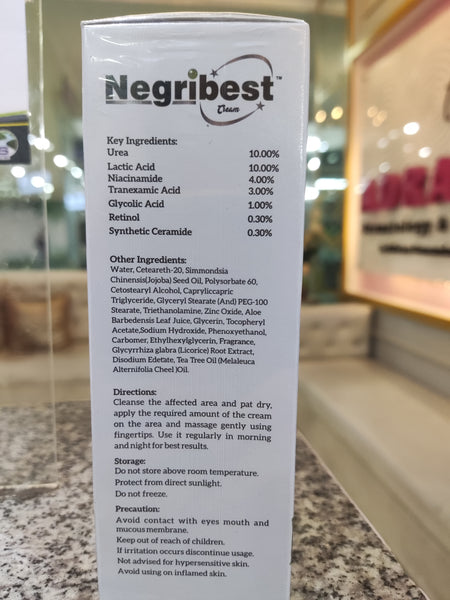 Negribest™
Cream
Key Ingredients:
Urea 10.00%
Lactic Acid 10.00%
Niacinamide 4.00%
Tranexamic Acid 3.00%
Glycolic Acid 1.00%
Retinol 0.30%
Synthetic Ceramide 0.30%
Other Ingredients:
Water, Ceteareth-20, Simmondsia
Chinensis(Jojoba) Seed Oil, Polysorbate 60,
Cetostearyl Alcohol, Capryliccapric
Triglyceride, Glyceryl Stearate (And) PEG-100
Stearate, Triethanolamine, Zinc Oxide, Aloe
Barbedensis Leaf Juice, Glycerin, Tocopheryl
Acetate,Sodium Hydroxide, Phenoxyethanol,
Carbomer, Ethylhexylglycerin, Fragrance,
Glycyrrhiza glabra (Licorice) Root Extract,
Disodium Edetate, Tea Tree Oil (Melaleuca
Alternifolia Cheel )Oil.
Directions:
Cleanse the affected area and pat dry,
apply the required amount of the cream
on the area and massage gently using
fingertips. Use it regularly in morning
and night for best results.
Storage:
Do not store above room temperature.
Protect from direct sunlight.
Do not freeze.
Precaution:
Avoid contact with eyes mouth and
mucous membrane.
Keep out of reach of children.
If irritation occurs discontinue usage.
Not advised for hypersensitive skin.
Avoid using on inflamed skin.